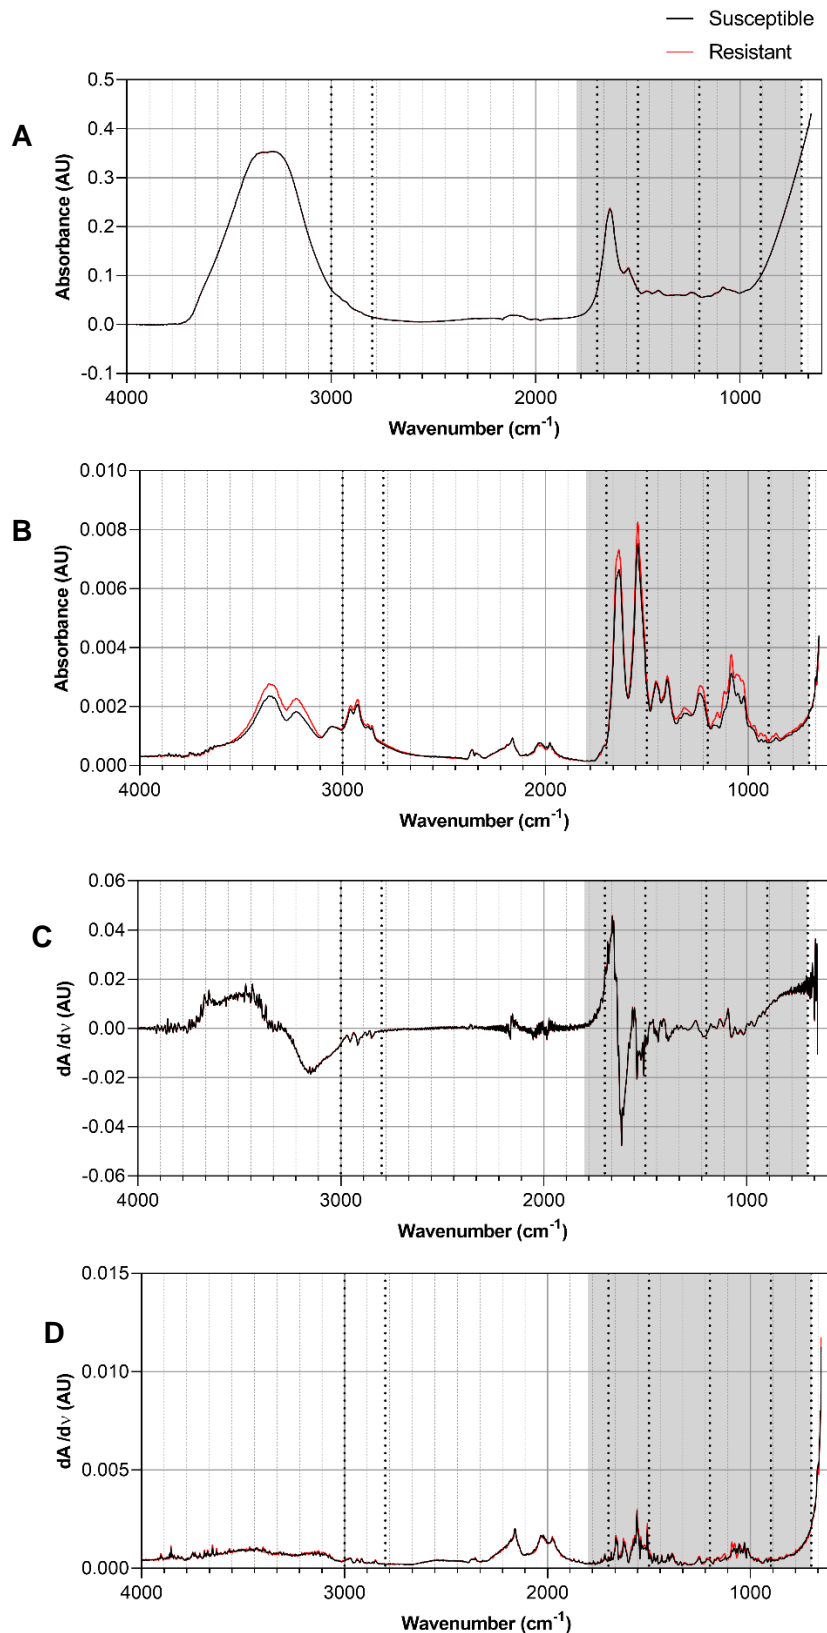 Susceptible
Resistant
A
Absorbance (AU)
0.5
0.4
0.3
0.2
0.1
0.0
-0.1
4000 3000 2000 1000
Wavenumber (cm⁻¹)
B
Absorbance (AU)
0.010
0.008
0.006
0.004
0.002
0.000
4000 3000 2000 1000
Wavenumber (cm⁻¹)
C
dA /dν (AU)
0.06
0.04
0.02
0.00
-0.02
-0.04
-0.06
4000 3000 2000 1000
Wavenumber (cm⁻¹)
D
dA /dν (AU)
0.015
0.010
0.005
0.000
4000 3000 2000 1000
Wavenumber (cm⁻¹)